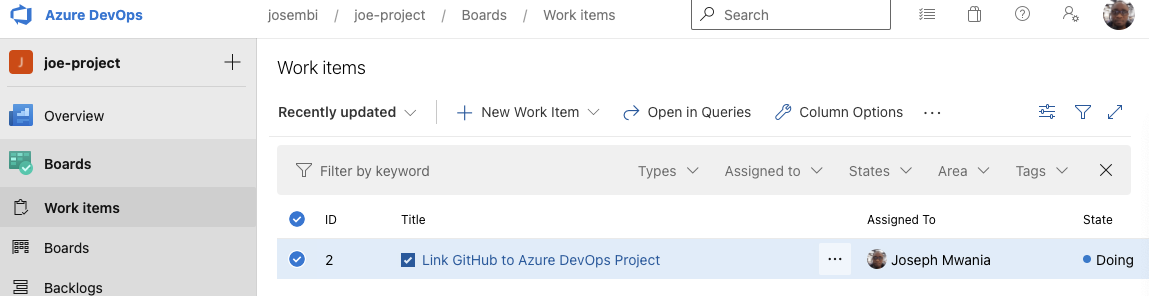 Azure DevOps josembi / joe-project / Boards / Work items Search
J joe-project
Work items
Recently updated New Work Item Open in Queries Column Options ...
Overview
Boards
Filter by keyword Types Assigned to States Area Tags
Work items
ID Title Assigned To State
Boards
2 Link GitHub to Azure DevOps Project ... Joseph Mwania Doing
Backlogs